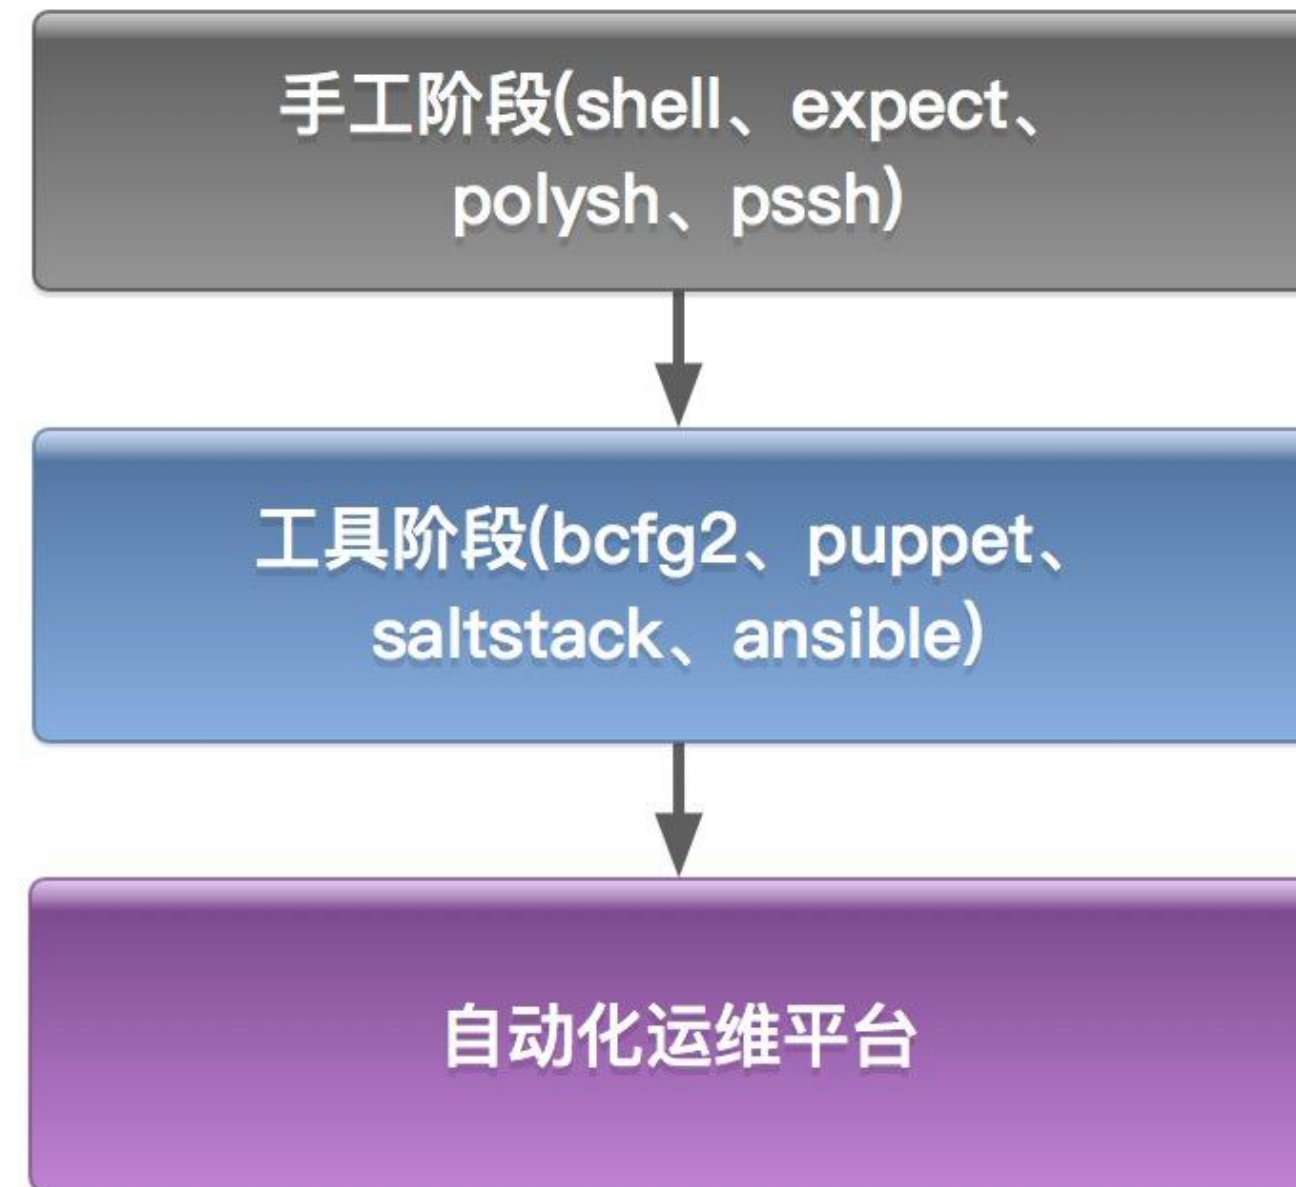 手工阶段(shell、expect、
polysh、pssh)
工具阶段(bcfg2、puppet、
saltstack、ansible)
自动化运维平台